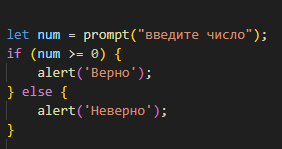 let num = prompt("введите число");
if (num >= 0) {
    alert('Верно');
} else {
    alert('Неверно');
}